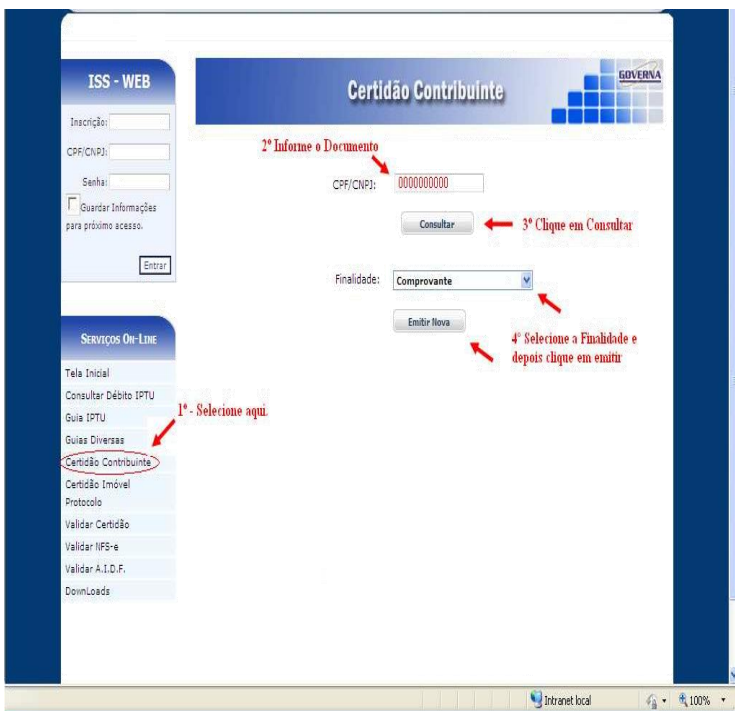 ISS - WEB
Inscrição:
CPF/CNPJ:
Senha:
Guardar Informações
para próximo acesso.
Entrar
SERVIÇOS ON-LINE
Tela Inicial
Consultar Débito IPTU
Guia IPTU
Guias Diversas
Certidão Contribuinte
Certidão Imóvel
Protocolo
Validar Certidão
Validar NFS-e
Validar A.I.D.F.
DownLoads
1º - Selecione aqui.
Certidão Contribuinte
GOVERNA
2º Informe o Documento
CPF/CNPJ: 0000000000
Consultar
3º Clique em Consultar
Finalidade: Comprovante
Emitir Nova
4º Selecione a Finalidade e
depois clique em emitir
Intranet local
100%